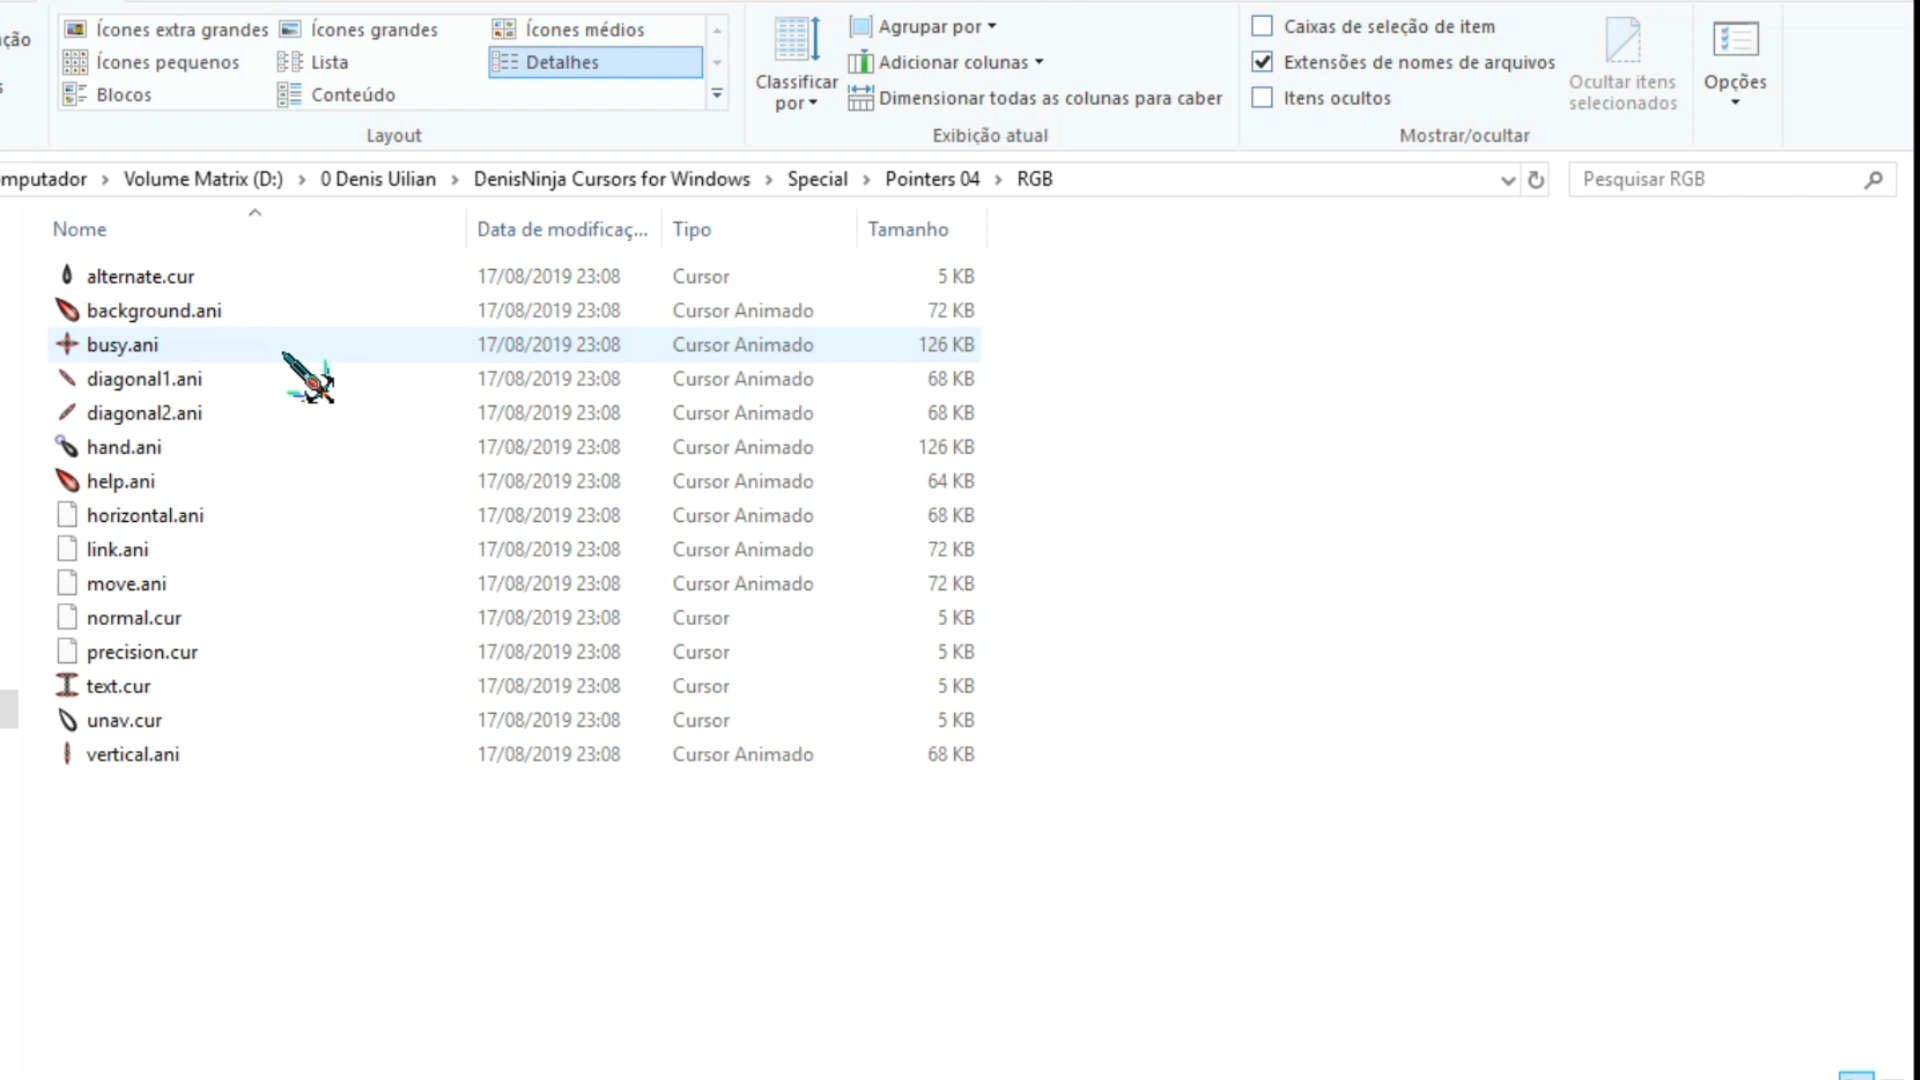 Ícones extra grandes Ícones grandes Ícones médios
Ícones pequenos Lista Detalhes
Blocos Conteúdo
Layout
Classificar por
Agrupar por
Adicionar colunas
Dimensionar todas as colunas para caber
Exibição atual
Caixas de seleção de item
Extensões de nomes de arquivos
Itens ocultos
Mostrar/ocultar
Ocultar itens
selecionados
Opções
Volume Matrix (D:) 0 Denis Uilian DenisNinja Cursors for Windows Special Pointers 04 RGB
Pesquisar RGB
Nome Data de modificaç... Tipo Tamanho
alternate.cur 17/08/2019 23:08 Cursor 5 KB
background.ani 17/08/2019 23:08 Cursor Animado 72 KB
busy.ani 17/08/2019 23:08 Cursor Animado 126 KB
diagonal1.ani 17/08/2019 23:08 Cursor Animado 68 KB
diagonal2.ani 17/08/2019 23:08 Cursor Animado 68 KB
hand.ani 17/08/2019 23:08 Cursor Animado 126 KB
help.ani 17/08/2019 23:08 Cursor Animado 64 KB
horizontal.ani 17/08/2019 23:08 Cursor Animado 68 KB
link.ani 17/08/2019 23:08 Cursor Animado 72 KB
move.ani 17/08/2019 23:08 Cursor Animado 72 KB
normal.cur 17/08/2019 23:08 Cursor 5 KB
precision.cur 17/08/2019 23:08 Cursor 5 KB
text.cur 17/08/2019 23:08 Cursor 5 KB
unav.cur 17/08/2019 23:08 Cursor 5 KB
vertical.ani 17/08/2019 23:08 Cursor Animado 68 KB